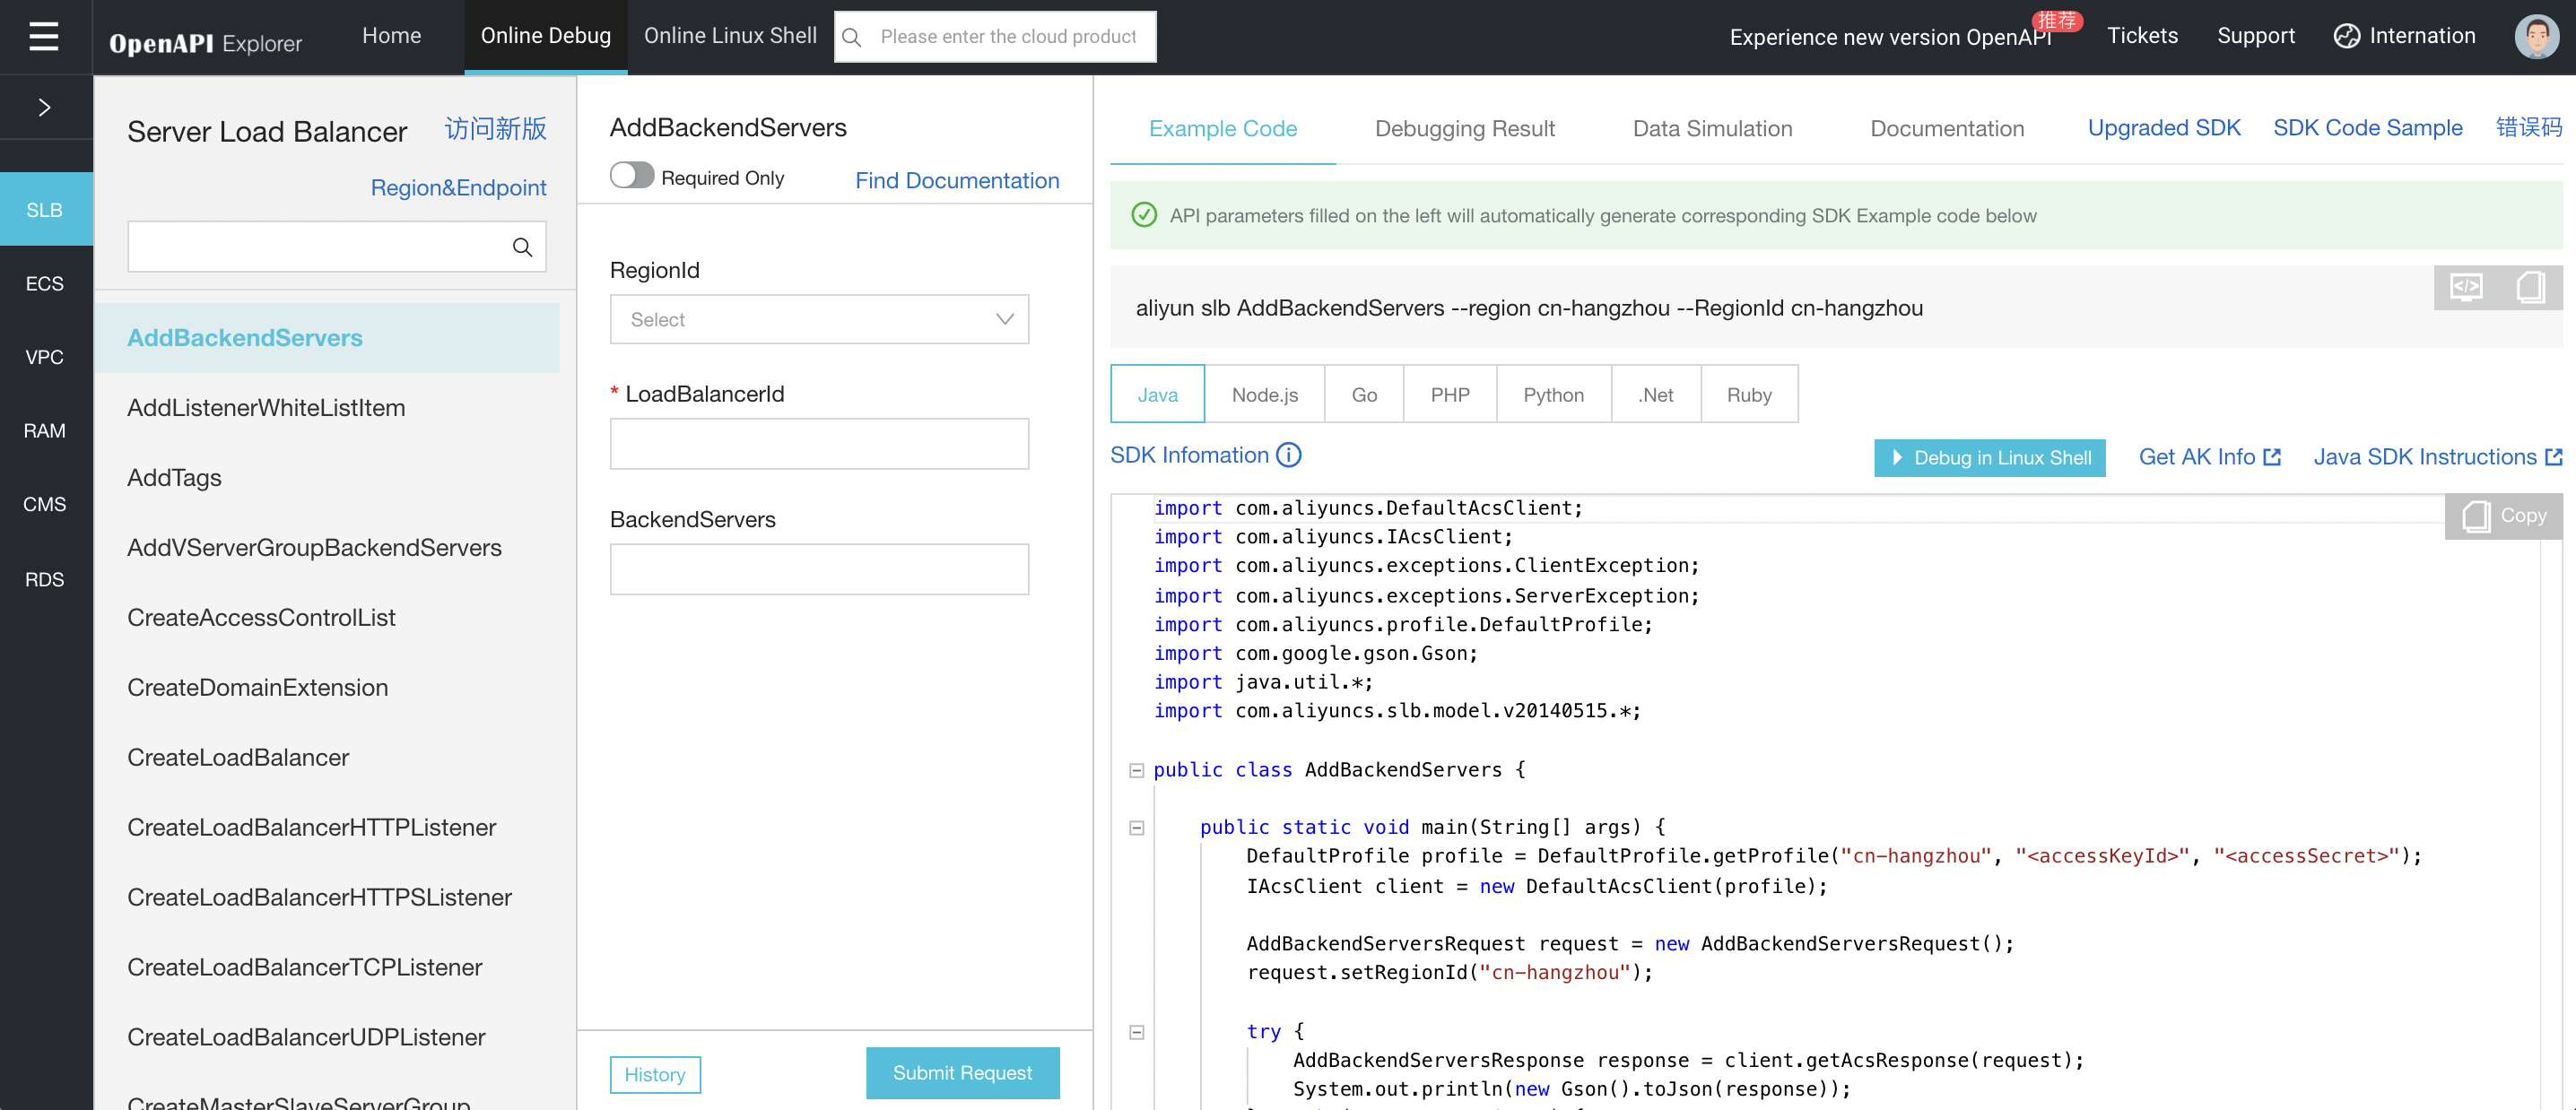 OpenAPI Explorer
Home
Online Debug
Online Linux Shell
Please enter the cloud product
Experience new version OpenAPI
推荐
Tickets
Support
Internation
SLB
ECS
VPC
RAM
CMS
RDS
Server Load Balancer
访问新版
Region&Endpoint
AddBackendServers
AddListenerWhiteListItem
AddTags
AddVServerGroupBackendServers
CreateAccessControlList
CreateDomainExtension
CreateLoadBalancer
CreateLoadBalancerHTTPListener
CreateLoadBalancerHTTPSListener
CreateLoadBalancerTCPListener
CreateLoadBalancerUDPListener
CreateMasterSlaveServerGroup
AddBackendServers
Required Only
Find Documentation
RegionId
Select
* LoadBalancerId
BackendServers
History
Submit Request
Example Code
Debugging Result
Data Simulation
Documentation
Upgraded SDK
SDK Code Sample
错误码
API parameters filled on the left will automatically generate corresponding SDK Example code below
aliyun slb AddBackendServers --region cn-hangzhou --RegionId cn-hangzhou
Java
Node.js
Go
PHP
Python
.Net
Ruby
SDK Infomation
Debug in Linux Shell
Get AK Info
Java SDK Instructions
Copy
import com.aliyuncs.DefaultAcsClient;
import com.aliyuncs.IAcsClient;
import com.aliyuncs.exceptions.ClientException;
import com.aliyuncs.exceptions.ServerException;
import com.aliyuncs.profile.DefaultProfile;
import com.google.gson.Gson;
import java.util.*;
import com.aliyuncs.slb.model.v20140515.*;
public class AddBackendServers {
public static void main(String[] args) {
DefaultProfile profile = DefaultProfile.getProfile("cn-hangzhou", "<accessKeyId>", "<accessSecret>");
IAcsClient client = new DefaultAcsClient(profile);
AddBackendServersRequest request = new AddBackendServersRequest();
request.setRegionId("cn-hangzhou");
try {
AddBackendServersResponse response = client.getAcsResponse(request);
System.out.println(new Gson().toJson(response));